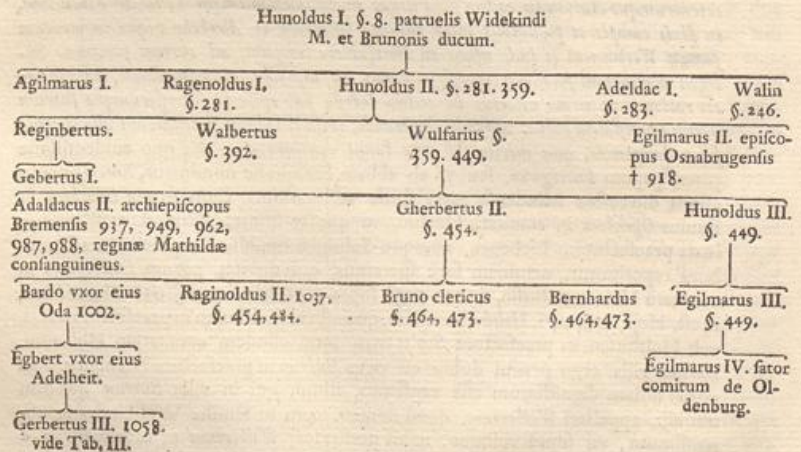 Hunoldus I. §. 8. patruelis Widekindi
M. et Brunonis ducum.
Agilmarus I. Ragenoldus I, Hunoldus II. §. 281. 359. Adeldac I. Walin
§. 281. §. 283. §. 246.
Reginbertus. Walbertus Wulfarius §. Egilmarus II. epiſco-
§. 392. 359. 449. pus Osnabrugenſis
Gebertus I. † 918.
Adaldacus II. archiepiſcopus Gherbertus II. Hunoldus III.
Bremenſis 937, 949, 962, §. 454. §. 449.
987, 988, reginæ Mathildæ
conſanguineus.
Bardo vxor eius Raginoldus II. 1037. Bruno clericus Bernhardus Egilmarus III.
Oda 1002. §. 454, 484. §. 464, 473. §. 464, 473. §. 449.
Egbert vxor eius Egilmarus IV. ſator
Adelheit. comitum de Ol-
denburg.
Gerbertus III. 1058.
vide Tab, III.